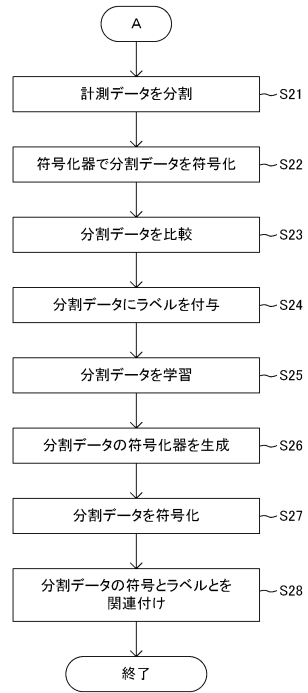 A
計測データを分割
S21
符号化器で分割データを符号化
S22
分割データを比較
S23
分割データにラベルを付与
S24
分割データを学習
S25
分割データの符号化器を生成
S26
分割データを符号化
S27
分割データの符号とラベルとを
関連付け
S28
終了